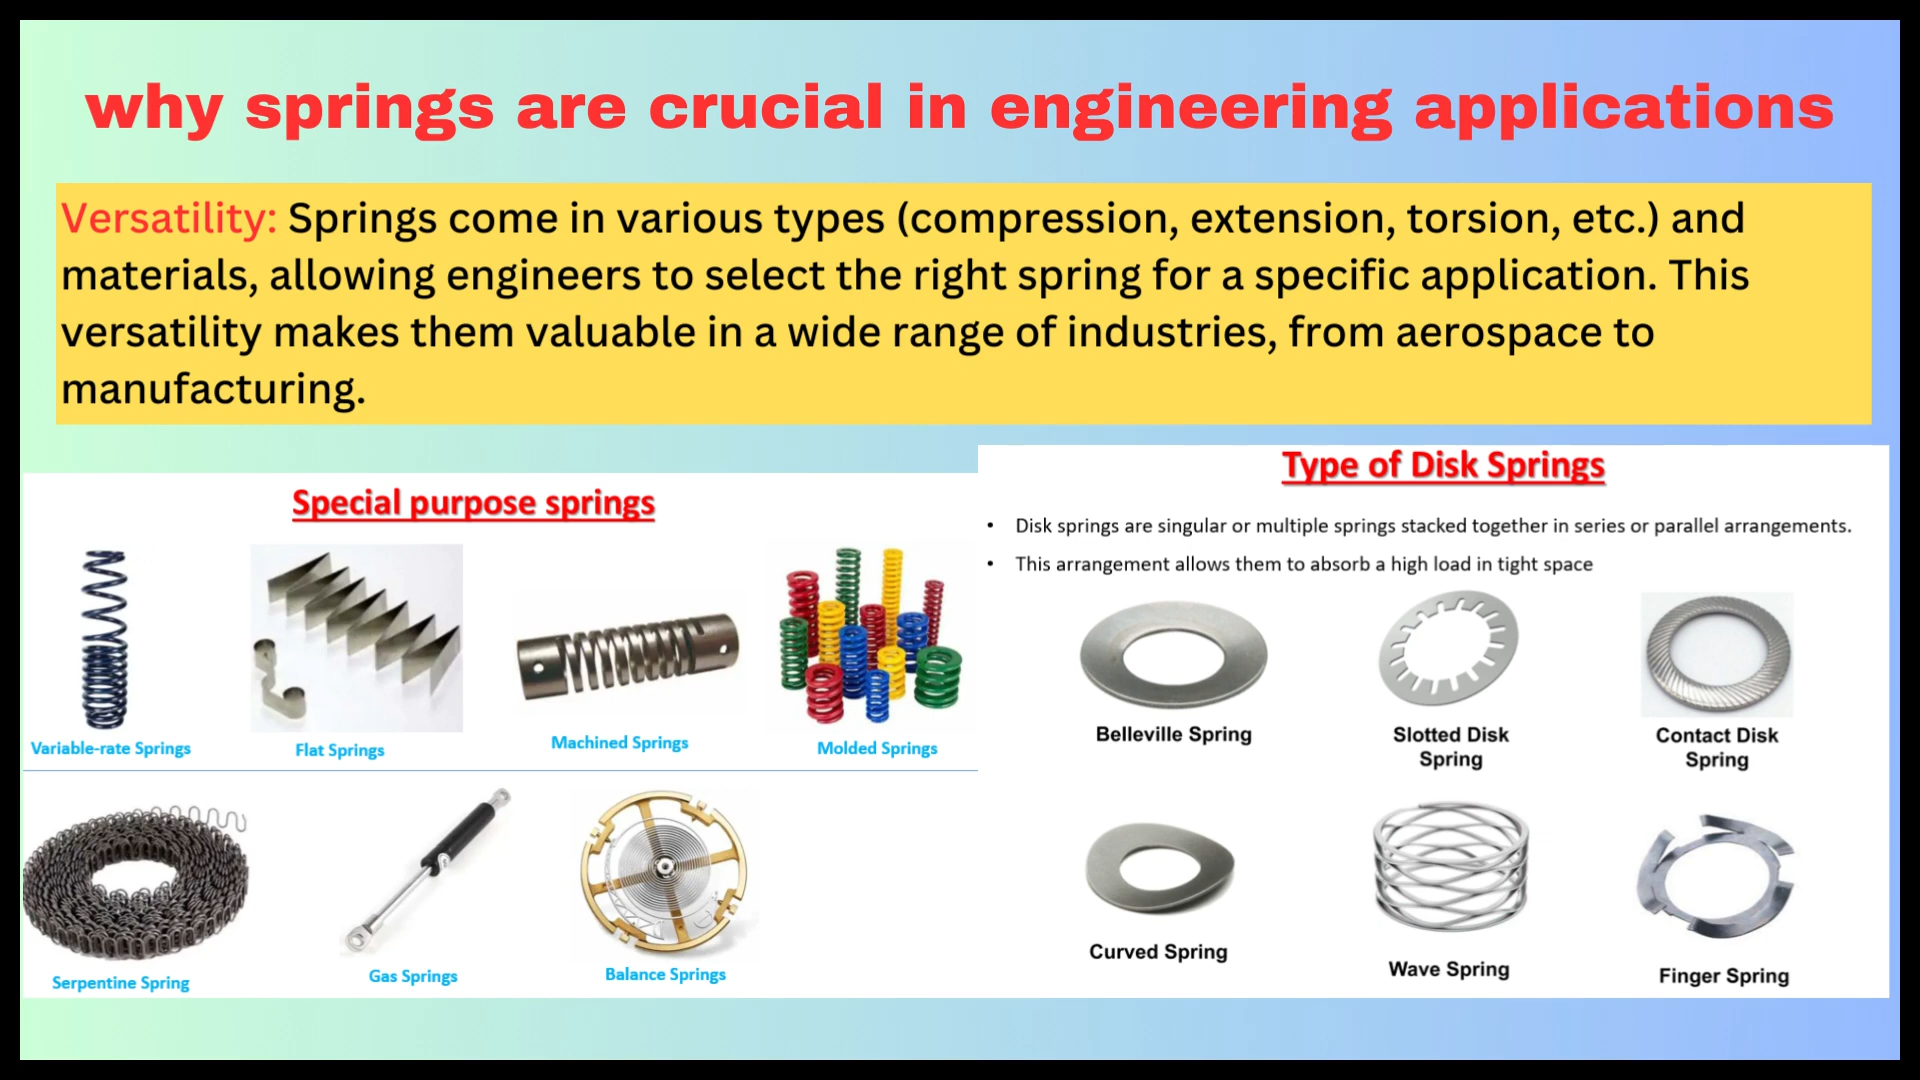 why springs are crucial in engineering applications
Versatility: Springs come in various types (compression, extension, torsion, etc.) and
materials, allowing engineers to select the right spring for a specific application. This
versatility makes them valuable in a wide range of industries, from aerospace to
manufacturing.
Special purpose springs
Variable-rate Springs
Flat Springs
Machined Springs
Molded Springs
Serpentine Spring
Gas Springs
Balance Springs
Type of Disk Springs
• Disk springs are singular or multiple springs stacked together in series or parallel arrangements.
• This arrangement allows them to absorb a high load in tight space
Belleville Spring
Slotted Disk
Spring
Contact Disk
Spring
Curved Spring
Wave Spring
Finger Spring